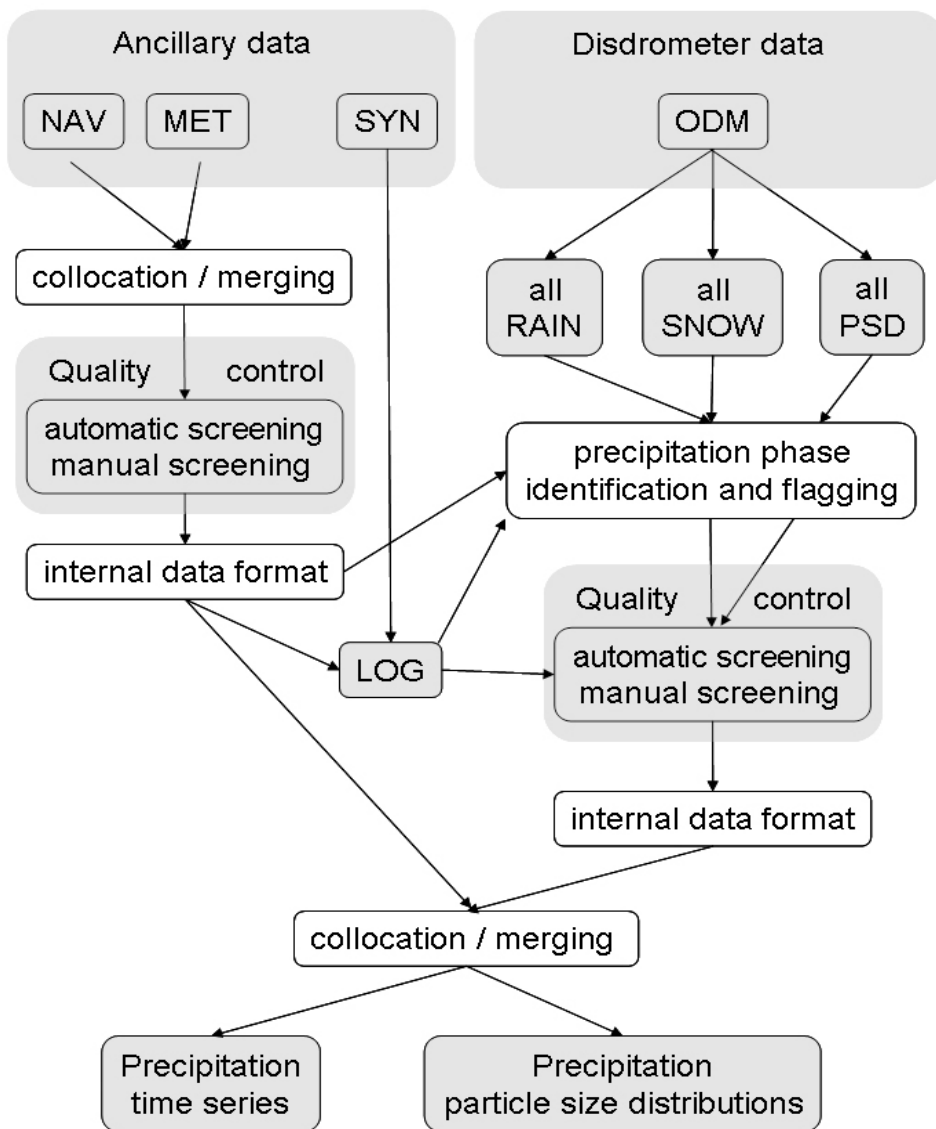 Ancillary data
Disdrometer data
NAV
MET
SYN
ODM
collocation / merging
all
RAIN
all
SNOW
all
PSD
Quality control
automatic screening
manual screening
precipitation phase
identification and flagging
internal data format
LOG
Quality control
automatic screening
manual screening
internal data format
collocation / merging
Precipitation
time series
Precipitation
particle size distributions